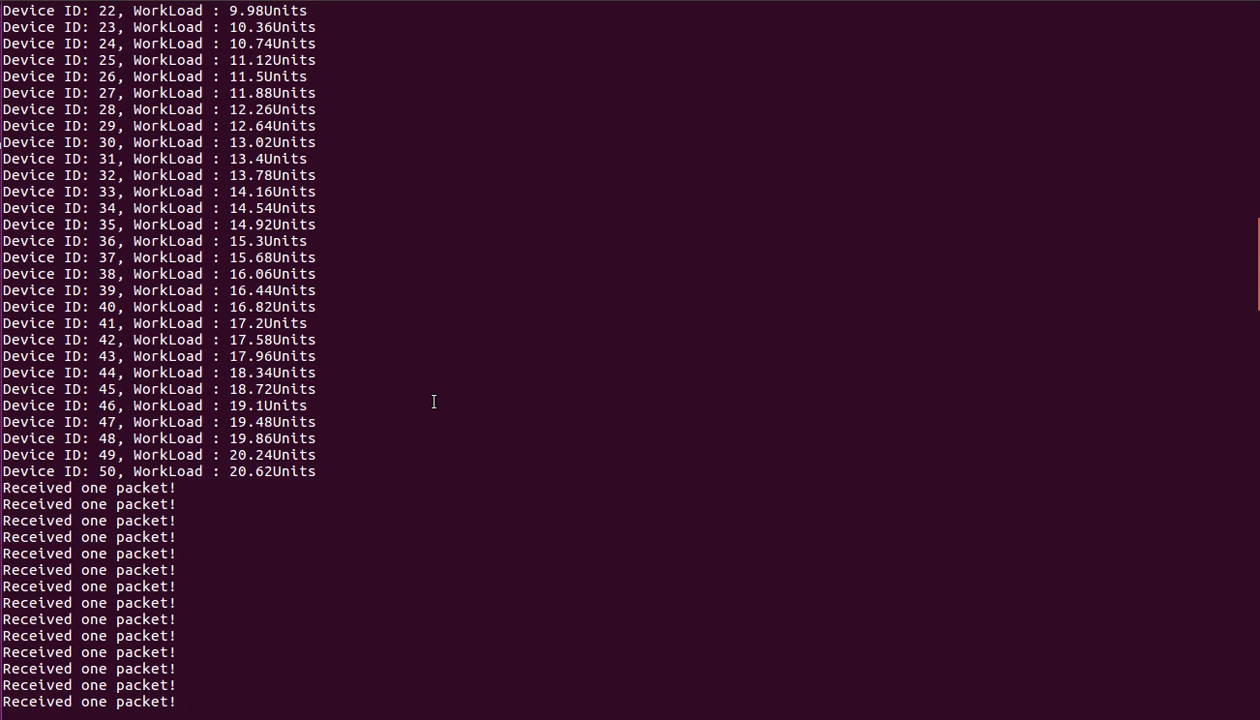 Device ID: 22, WorkLoad : 9.98Units
Device ID: 23, WorkLoad : 10.36Units
Device ID: 24, WorkLoad : 10.74Units
Device ID: 25, WorkLoad : 11.12Units
Device ID: 26, WorkLoad : 11.5Units
Device ID: 27, WorkLoad : 11.88Units
Device ID: 28, WorkLoad : 12.26Units
Device ID: 29, WorkLoad : 12.64Units
Device ID: 30, WorkLoad : 13.02Units
Device ID: 31, WorkLoad : 13.4Units
Device ID: 32, WorkLoad : 13.78Units
Device ID: 33, WorkLoad : 14.16Units
Device ID: 34, WorkLoad : 14.54Units
Device ID: 35, WorkLoad : 14.92Units
Device ID: 36, WorkLoad : 15.3Units
Device ID: 37, WorkLoad : 15.68Units
Device ID: 38, WorkLoad : 16.06Units
Device ID: 39, WorkLoad : 16.44Units
Device ID: 40, WorkLoad : 16.82Units
Device ID: 41, WorkLoad : 17.2Units
Device ID: 42, WorkLoad : 17.58Units
Device ID: 43, WorkLoad : 17.96Units
Device ID: 44, WorkLoad : 18.34Units
Device ID: 45, WorkLoad : 18.72Units
Device ID: 46, WorkLoad : 19.1Units
Device ID: 47, WorkLoad : 19.48Units
Device ID: 48, WorkLoad : 19.86Units
Device ID: 49, WorkLoad : 20.24Units
Device ID: 50, WorkLoad : 20.62Units
Received one packet!
Received one packet!
Received one packet!
Received one packet!
Received one packet!
Received one packet!
Received one packet!
Received one packet!
Received one packet!
Received one packet!
Received one packet!
Received one packet!
Received one packet!
Received one packet!